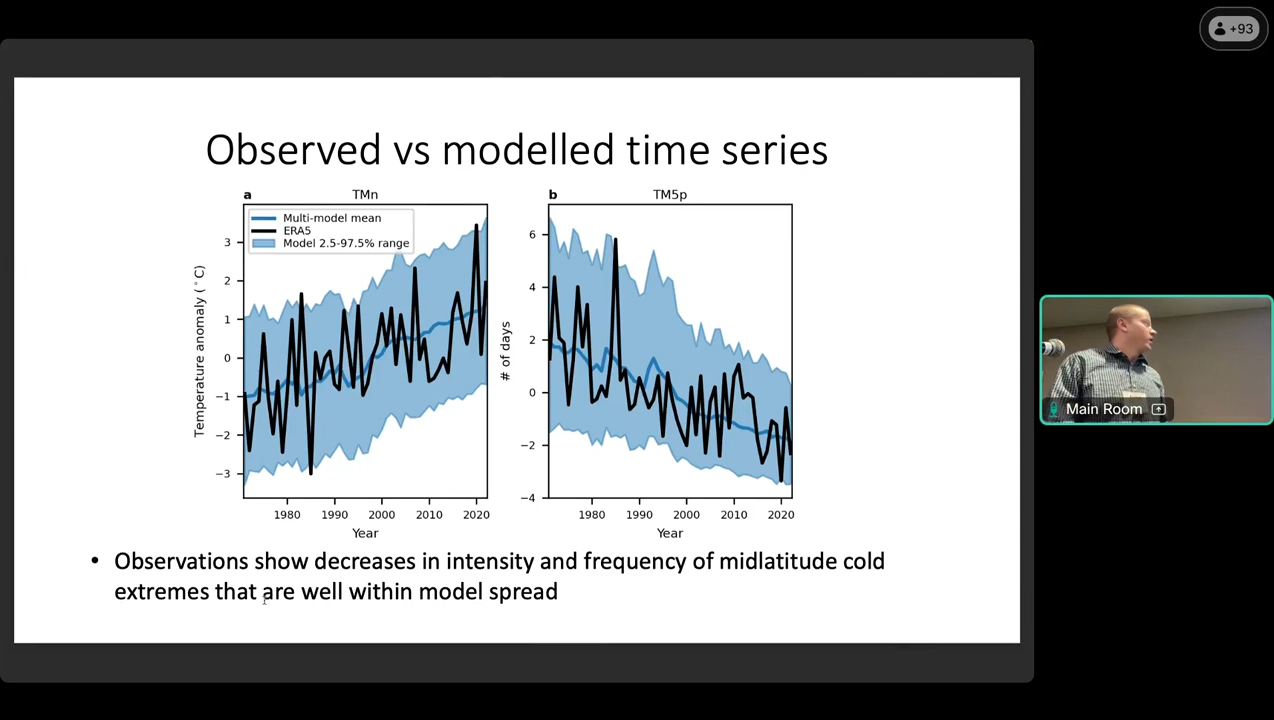 +93
Observed vs modelled time series
a
TMn
Multi-model mean
ERA5
Model 2.5-97.5% range
Temperature anomaly (°C)
3
2
1
0
−1
−2
−3
1980
1990
2000
2010
2020
Year
b
TM5p
# of days
6
4
2
0
−2
−4
1980
1990
2000
2010
2020
Year
• Observations show decreases in intensity and frequency of midlatitude cold
extremes that are well within model spread
Main Room